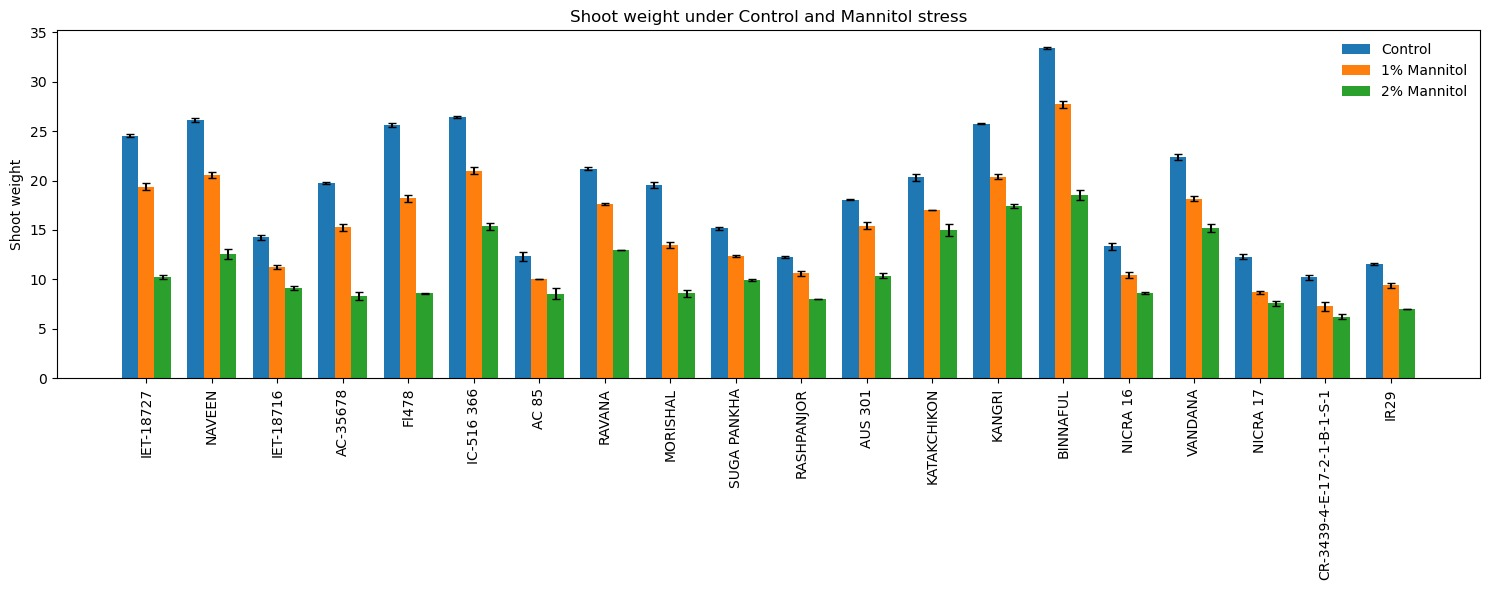 Shoot weight under Control and Mannitol stress
Shoot weight
35
30
25
20
15
10
5
0
Control
1% Mannitol
2% Mannitol
IET-18727
NAVEEN
IET-18716
AC-35678
Fl478
IC-516 366
AC 85
RAVANA
MORISHAL
SUGA PANKHA
RASHPANJOR
AUS 301
KATAKCHIKON
KANGRI
BINNAFUL
NICRA 16
VANDANA
NICRA 17
CR-3439-4-E-17-2-1-B-1-S-1
IR29